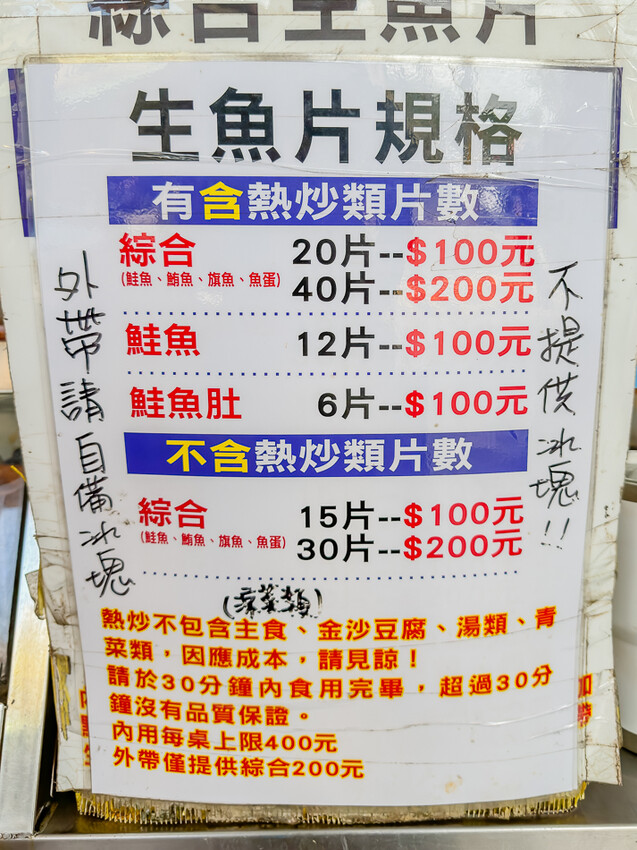 綜合生魚片
生魚片規格
有含熱炒類片數
綜合 20片--$100元
(鮭魚、鮪魚、旗魚、魚蛋) 40片--$200元
鮭魚 12片--$100元
鮭魚肚 6片--$100元
不含熱炒類片數
綜合 15片--$100元
(鮭魚、鮪魚、旗魚、魚蛋) 30片--$200元
熱炒不包含主食、金沙豆腐、湯類、青
菜類，因應成本，請見諒！
請於30分鐘內食用完畢，超過30分
鐘沒有品質保證。
內用每桌上限400元
外帶僅提供綜合200元
外帶請自備冰塊
不提供冰塊!!